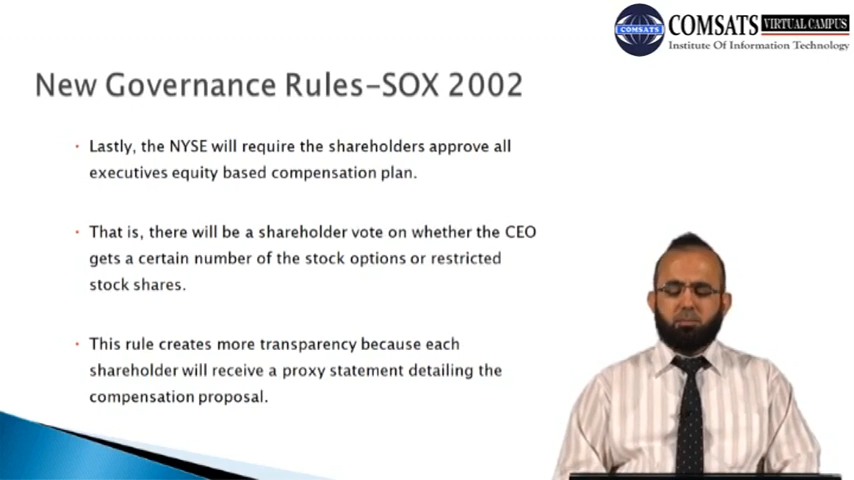 COMSATS VIRTUAL CAMPUS
COMSATS
Institute Of Information Technology
New Governance Rules-SOX 2002
Lastly, the NYSE will require the shareholders approve all
executives equity based compensation plan.
That is, there will be a shareholder vote on whether the CEO
gets a certain number of the stock options or restricted
stock shares.
This rule creates more transparency because each
shareholder will receive a proxy statement detailing the
compensation proposal.